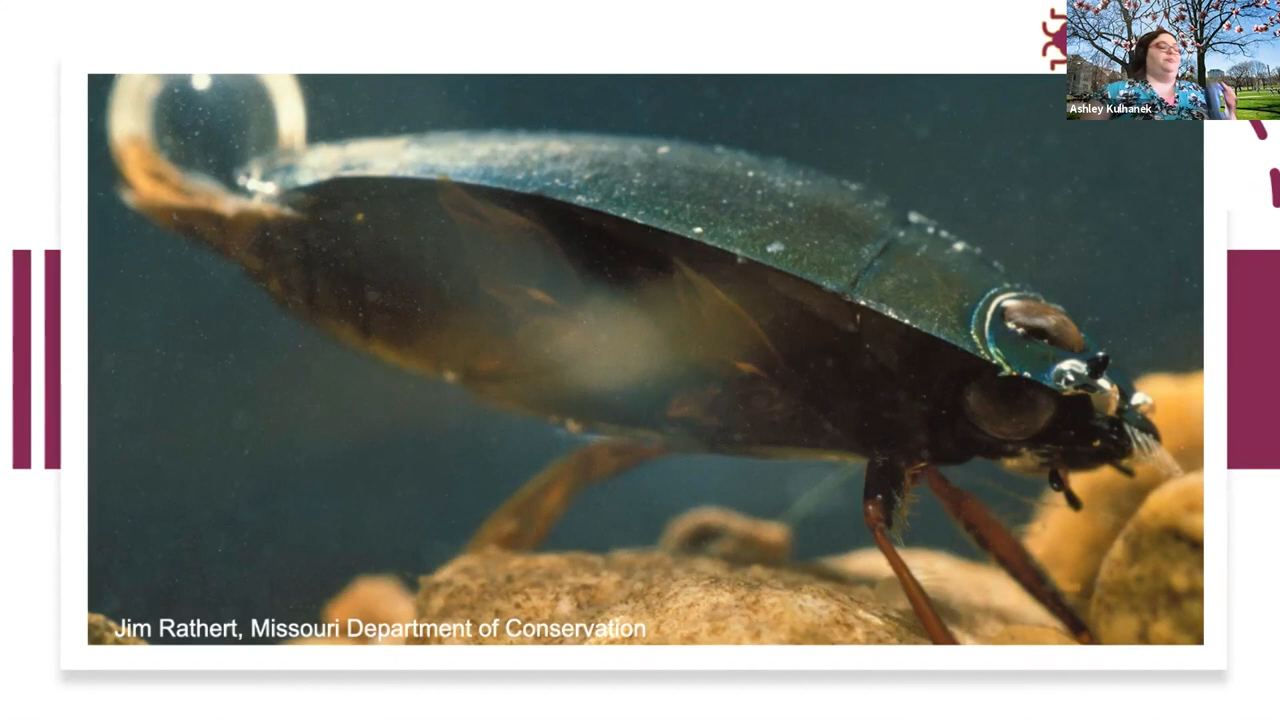 Ashley Kulhanek
Jim Rathert, Missouri Department of Conservation